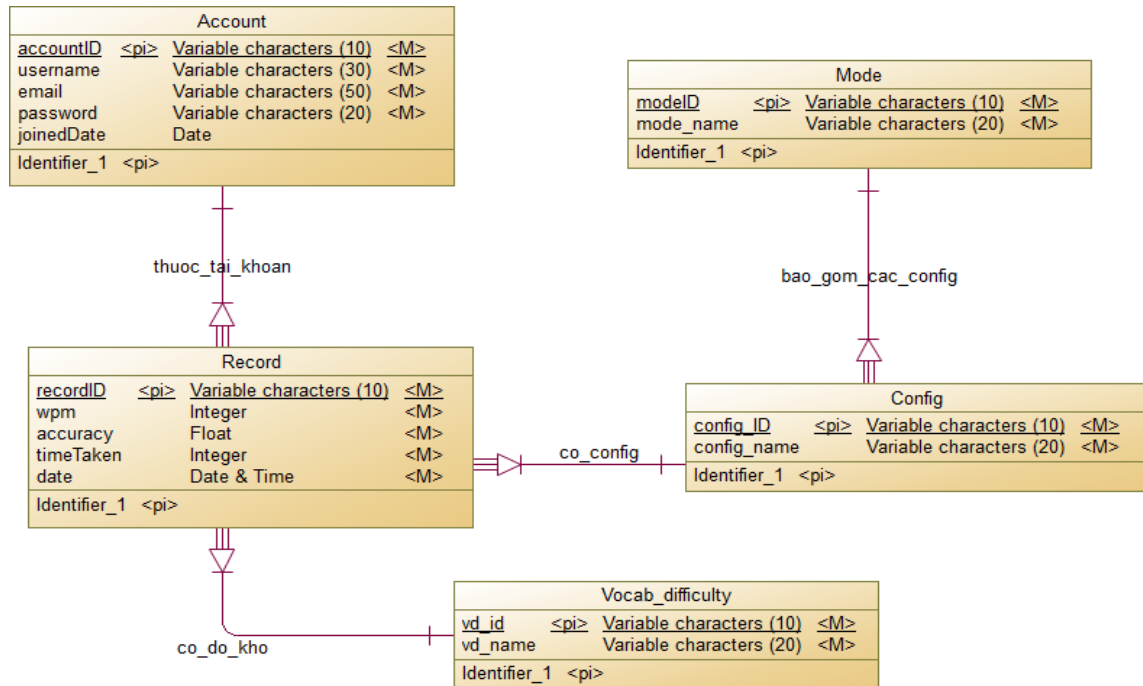 Account
accountID <pi> Variable characters (10) <M>
username Variable characters (30) <M>
email Variable characters (50) <M>
password Variable characters (20) <M>
joinedDate Date
Identifier_1 <pi>
Mode
modeID <pi> Variable characters (10) <M>
mode_name Variable characters (20) <M>
Identifier_1 <pi>
thuoc_tai_khoan
bao_gom_cac_config
Record
recordID <pi> Variable characters (10) <M>
wpm Integer <M>
accuracy Float <M>
timeTaken Integer <M>
date Date & Time <M>
Identifier_1 <pi>
co_config
Config
config_ID <pi> Variable characters (10) <M>
config_name Variable characters (20) <M>
Identifier_1 <pi>
co_do_kho
Vocab_difficulty
vd_id <pi> Variable characters (10) <M>
vd_name Variable characters (20) <M>
Identifier_1 <pi>